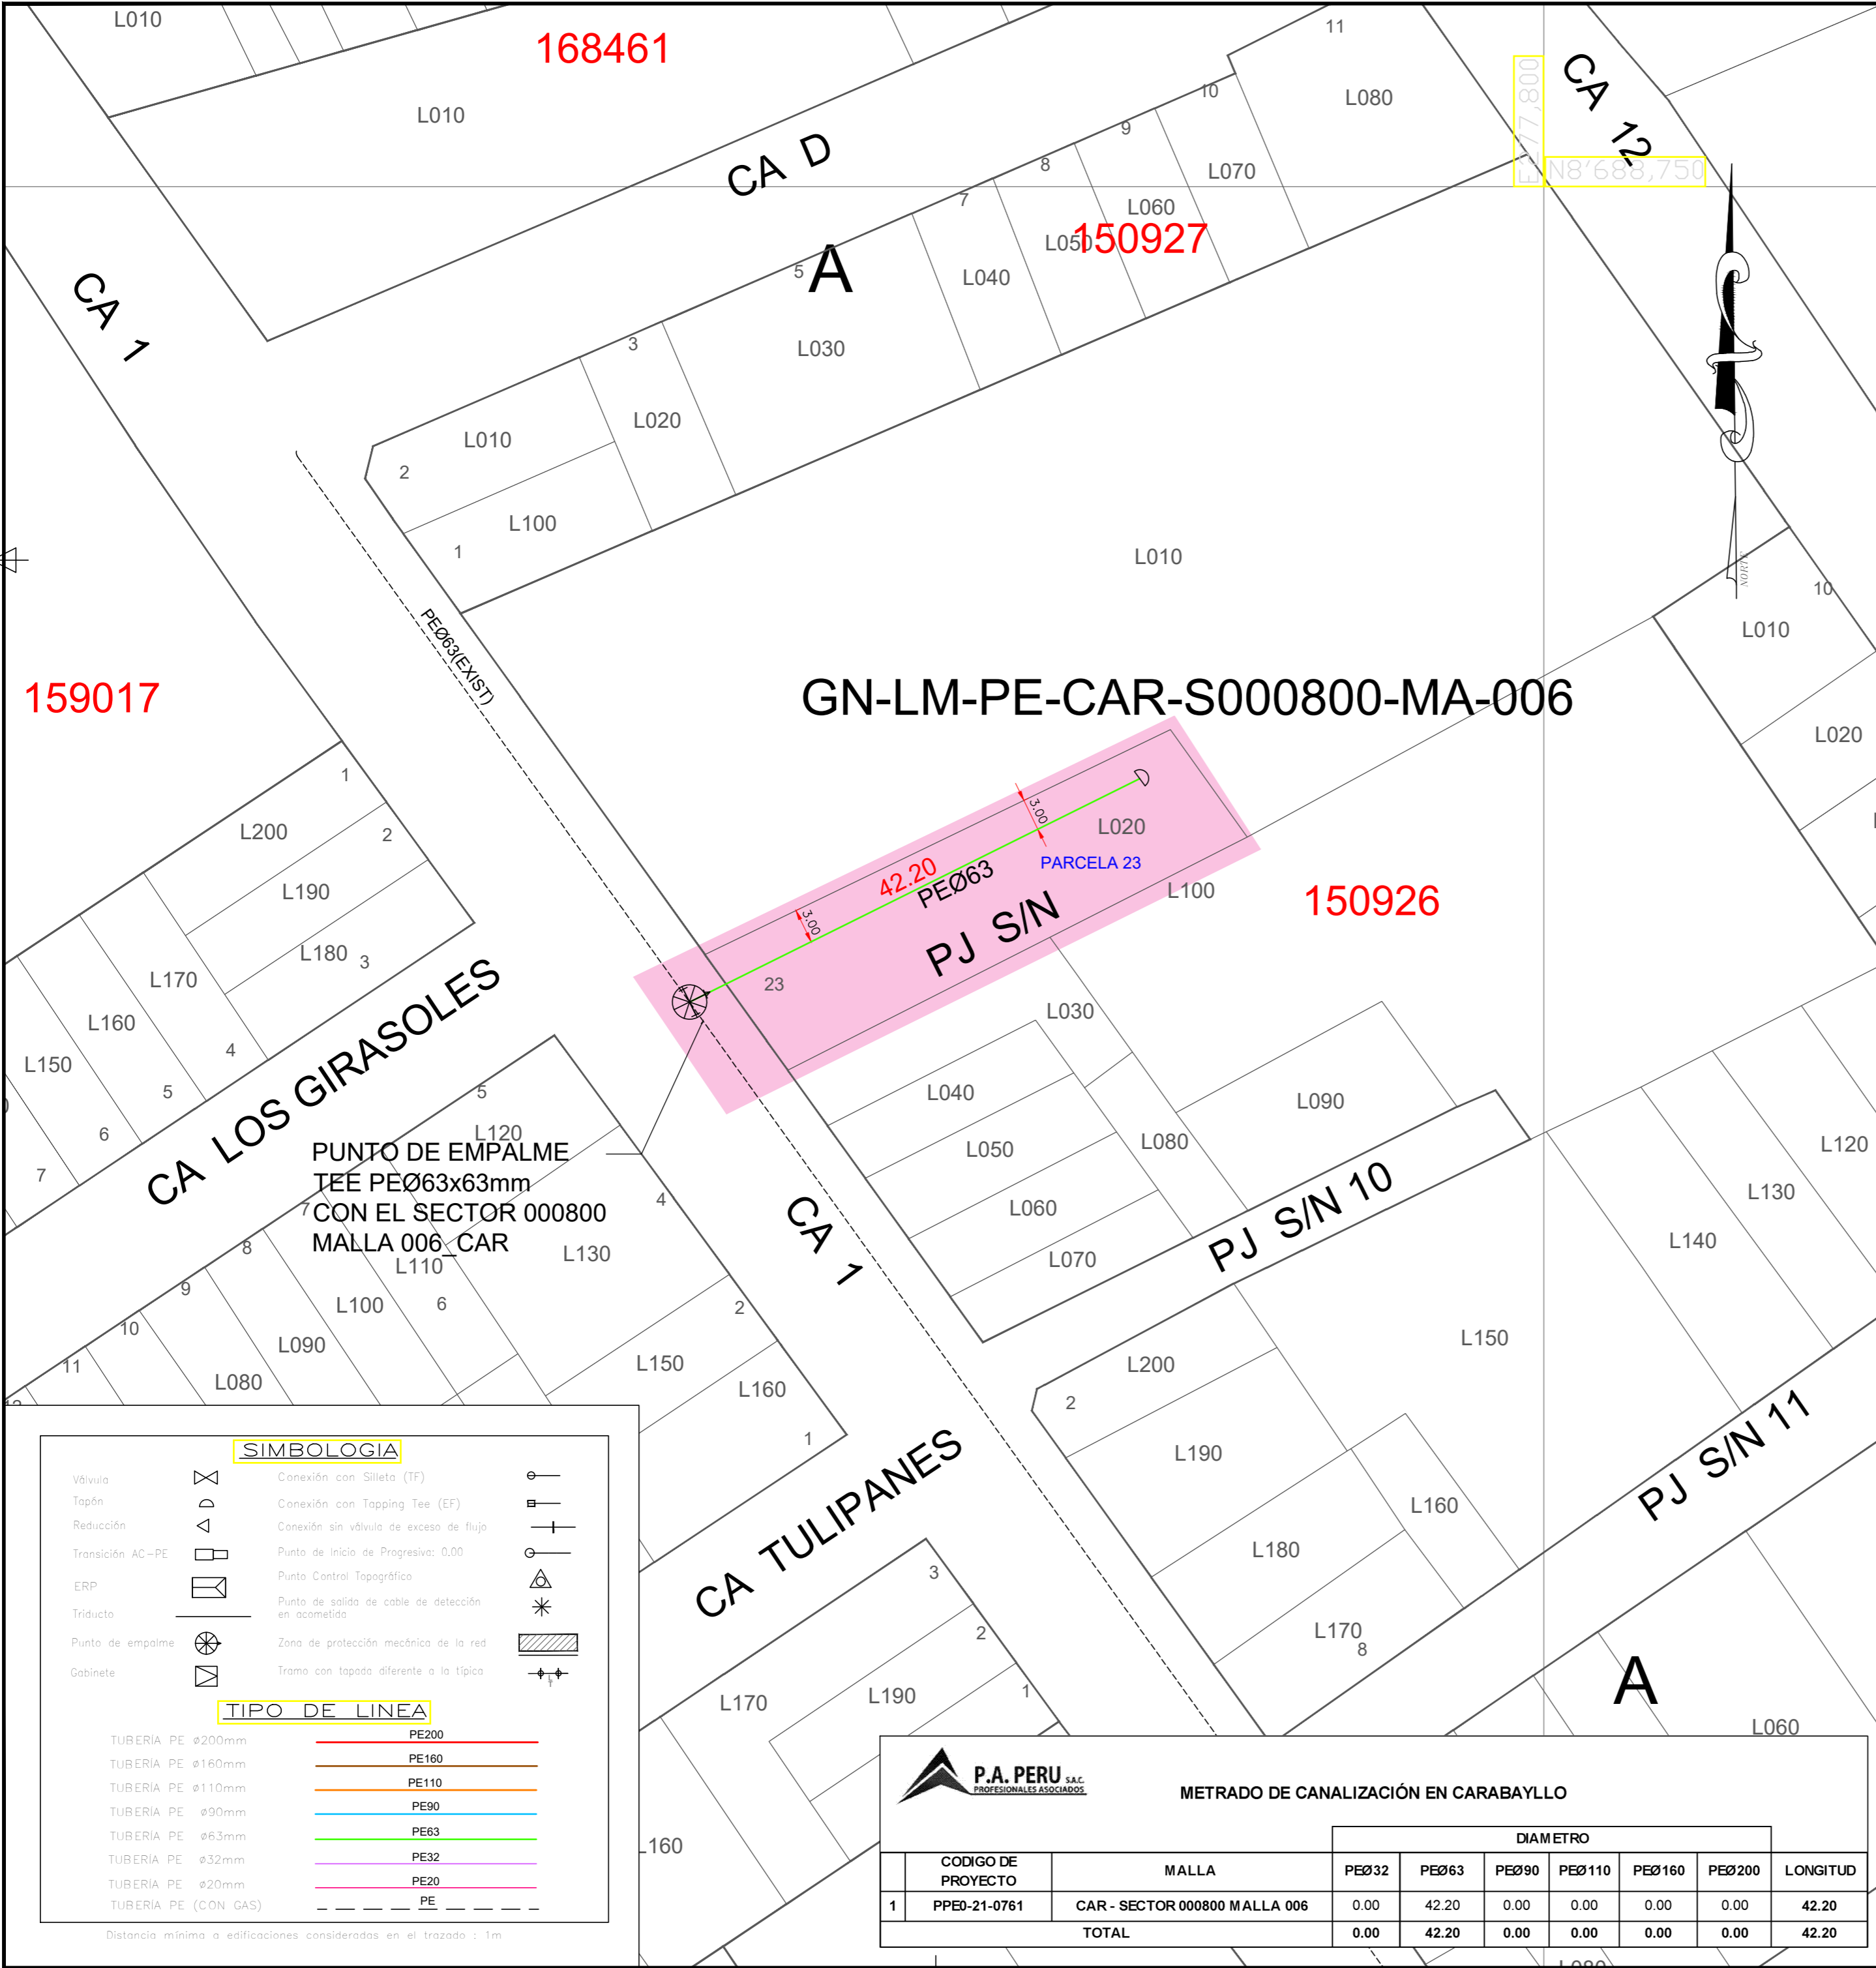 L010
168461
11
L010
CA D
10
L080
9
CA 12
E277,800
N8'688,750
8
L070
7
L060
150927
L050
5
A
L040
CA 1
3
L030
L020
L010
2
L100
1
L010
NORTE
10
L010
PEØ63(EXIST)
159017
GN-LM-PE-CAR-S000800-MA-006
L020
1
L200
2
3.00
L020
42.20
PARCELA 23
PEØ63
L190
L100
150926
3.00
PJ S/N
L180
3
L170
23
L160
L030
4
L150
CA LOS GIRASOLES
5
L040
5
L090
6
L120
L080
L120
7
PUNTO DE EMPALME
TEE PEØ63x63mm
CON EL SECTOR 000800
MALLA 006_CAR
L050
PJ S/N 10
L130
4
7
L060
CA 1
8
L130
L110
L070
L140
9
L100
6
2
10
L090
L150
L200
L150
11
L080
L160
2
1
L190
PJ S/N 11
CA TULIPANES
L160
L180
3
2
L170
8
L170
L190
1
A
L060
L160
SIMBOLOGIA
Válvula
Conexión con Silleta (TF)
Tapón
Conexión con Tapping Tee (EF)
Reducción
Conexión sin válvula de exceso de flujo
Transición AC-PE
Punto de Inicio de Progresiva: 0.00
ERP
Punto Control Topográfico
Triducto
Punto de salida de cable de detección
en acometida
Punto de empalme
Zona de protección mecánica de la red
Gabinete
Tramo con tapada diferente a la típica
TIPO DE LINEA
TUBERÍA PE ø200mm PE200
TUBERÍA PE ø160mm PE160
TUBERÍA PE ø110mm PE110
TUBERÍA PE ø90mm PE90
TUBERÍA PE ø63mm PE63
TUBERÍA PE ø32mm PE32
TUBERÍA PE ø20mm PE20
TUBERÍA PE (CON GAS) PE
Distancia mínima a edificaciones consideradas en el trazado : 1m
P.A. PERU S.A.C.
PROFESIONALES ASOCIADOS
METRADO DE CANALIZACIÓN EN CARABAYLLO
DIAMETRO
CODIGO DE PROYECTO MALLA PEØ32 PEØ63 PEØ90 PEØ110 PEØ160 PEØ200 LONGITUD
1 PPE0-21-0761 CAR - SECTOR 000800 MALLA 006 0.00 42.20 0.00 0.00 0.00 0.00 42.20
TOTAL 0.00 42.20 0.00 0.00 0.00 0.00 42.20